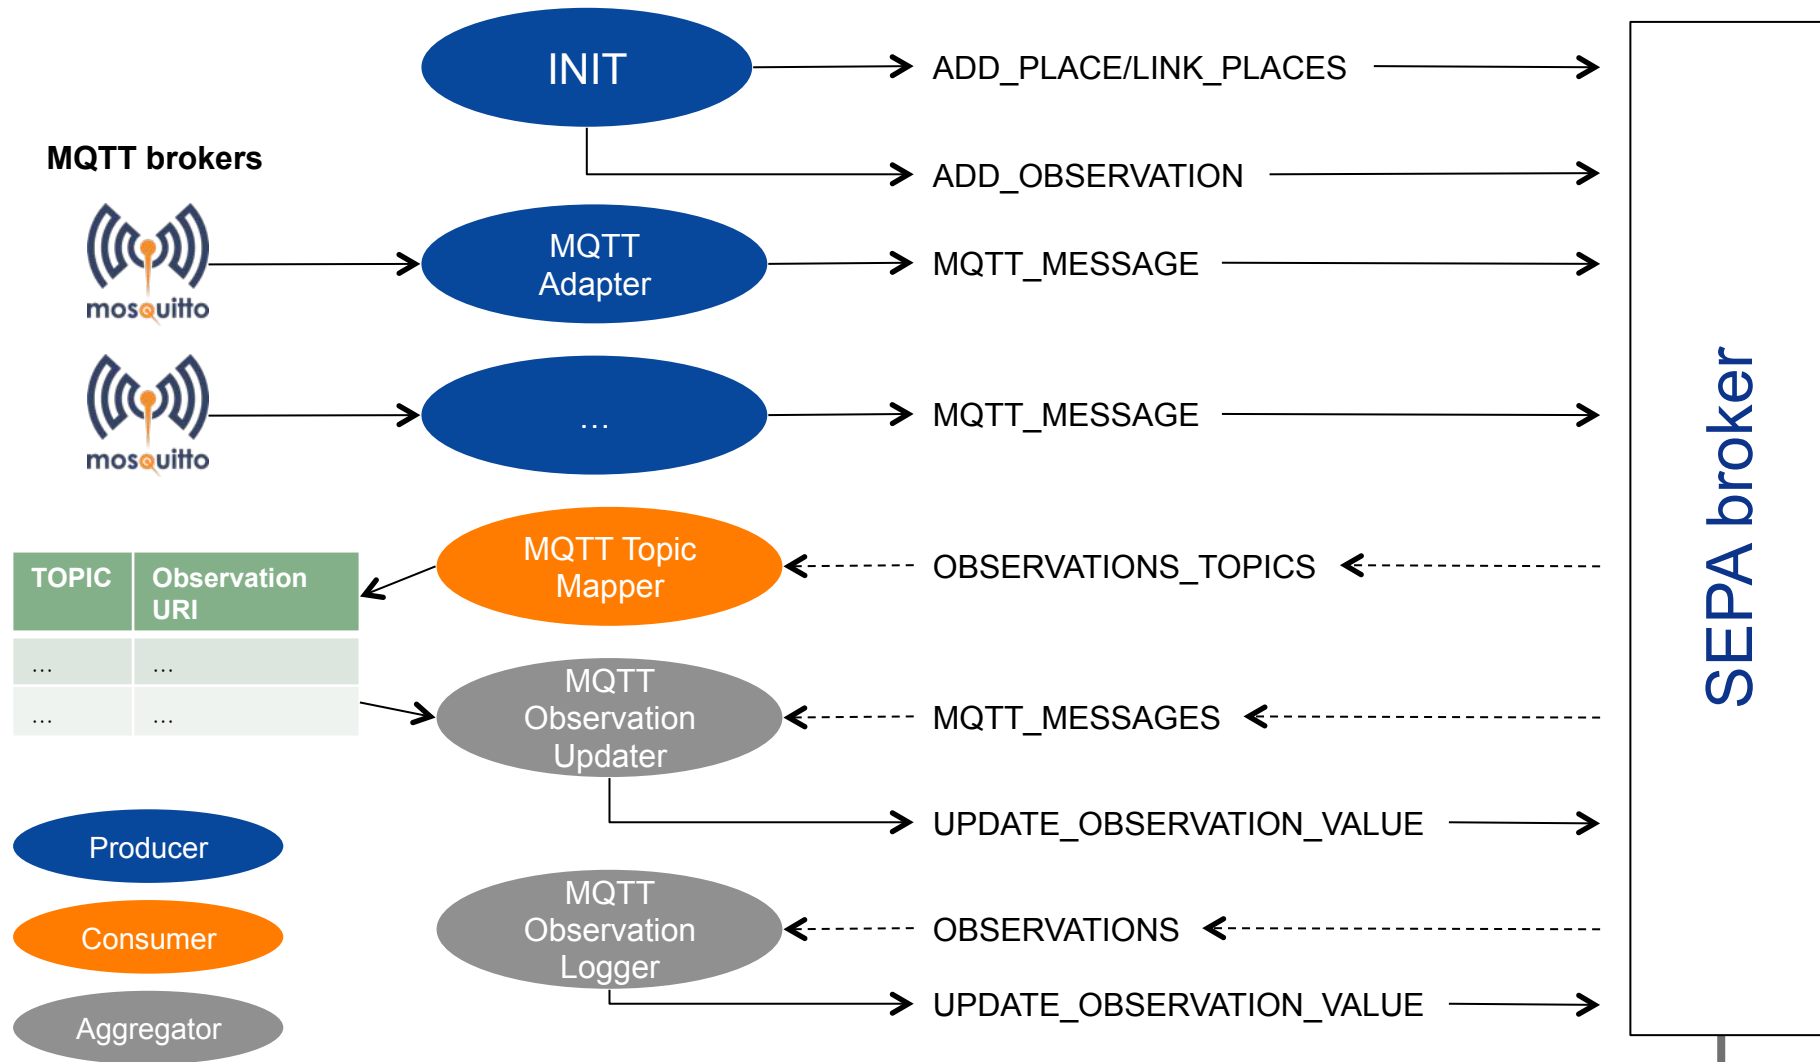 INIT
ADD_PLACE/LINK_PLACES
MQTT brokers
ADD_OBSERVATION
mosquitto
MQTT
Adapter
MQTT_MESSAGE
mosquitto
...
MQTT_MESSAGE
MQTT Topic
Mapper
OBSERVATIONS_TOPICS
TOPIC
Observation
URI
... ...
... ...
MQTT
Observation
Updater
MQTT_MESSAGES
UPDATE_OBSERVATION_VALUE
MQTT
Observation
Logger
OBSERVATIONS
UPDATE_OBSERVATION_VALUE
Producer
Consumer
Aggregator
SEPA broker